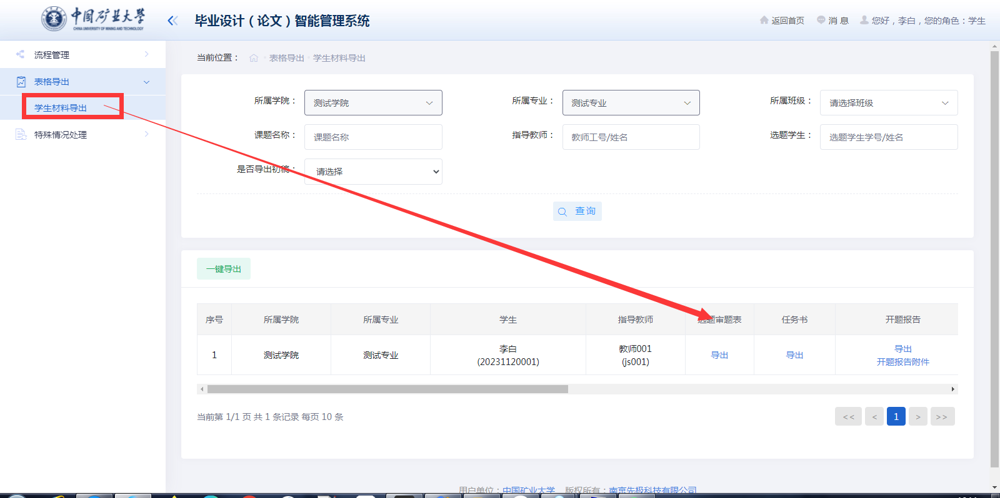 中国矿业大学
CHINA UNIVERSITY OF MINING AND TECHNOLOGY
毕业设计（论文）智能管理系统
返回首页 消 息 您好，李白，您的角色：学生
流程管理
表格导出
学生材料导出
特殊情况处理
当前位置： 表格导出 学生材料导出
所属学院： 测试学院 所属专业： 测试专业 所属班级： 请选择班级
课题名称： 课题名称 指导教师： 教师工号/姓名 选题学生： 选题学生学号/姓名
是否导出初稿： 请选择
查 询
一键导出
序号 所属学院 所属专业 学生 指导教师 选题审题表 任务书 开题报告
1 测试学院 测试专业 李白 (20231120001) 教师001 (js001) 导出 导出 导出 开题报告附件
当前第 1/1 页 共 1 条记录 每页 10 条
<< < 1 > >>
用户单位：中国矿业大学 版权所有：南京先极科技有限公司